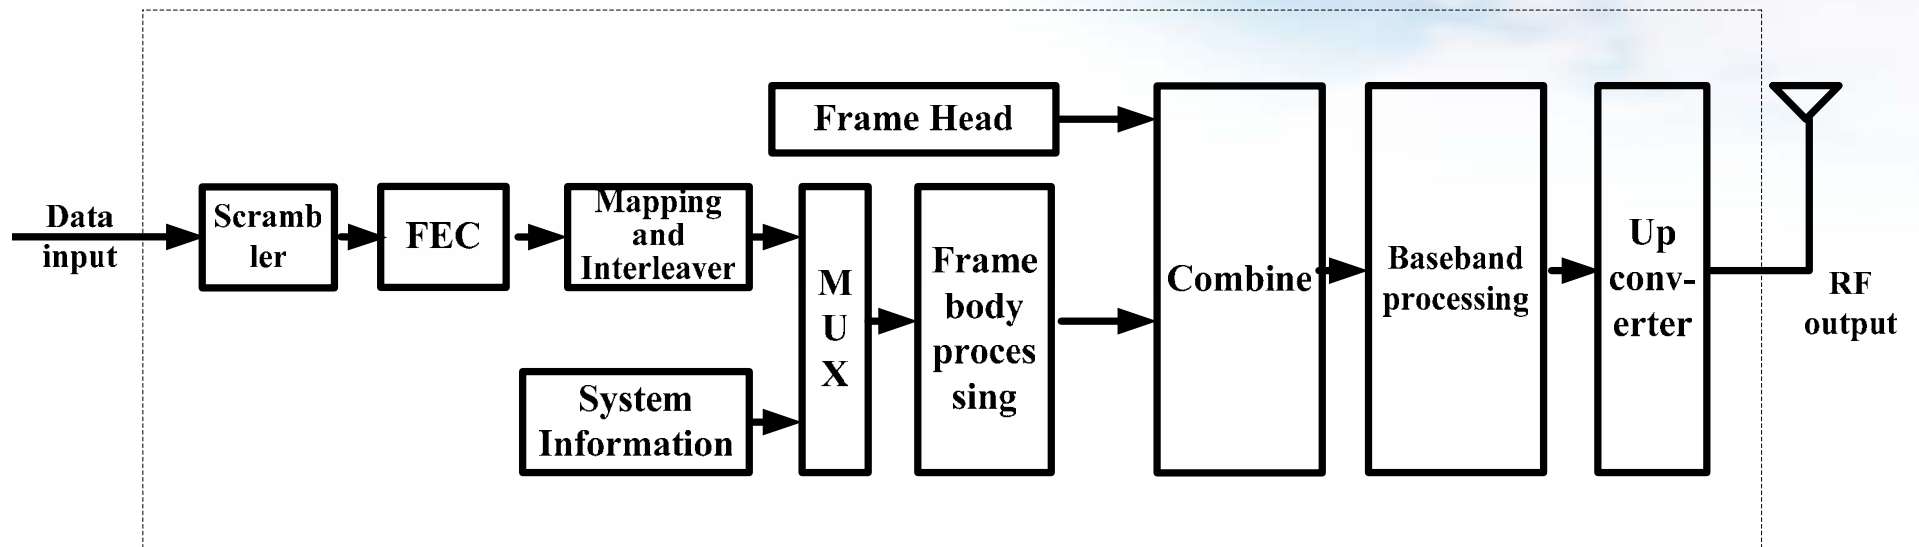 Data
input
Scramb
ler
FEC
Mapping
and
Interleaver
System
Information
M
U
X
Frame Head
Frame
body
proces
sing
Combine
Baseband
processing
Up
conv-
erter
RF
output